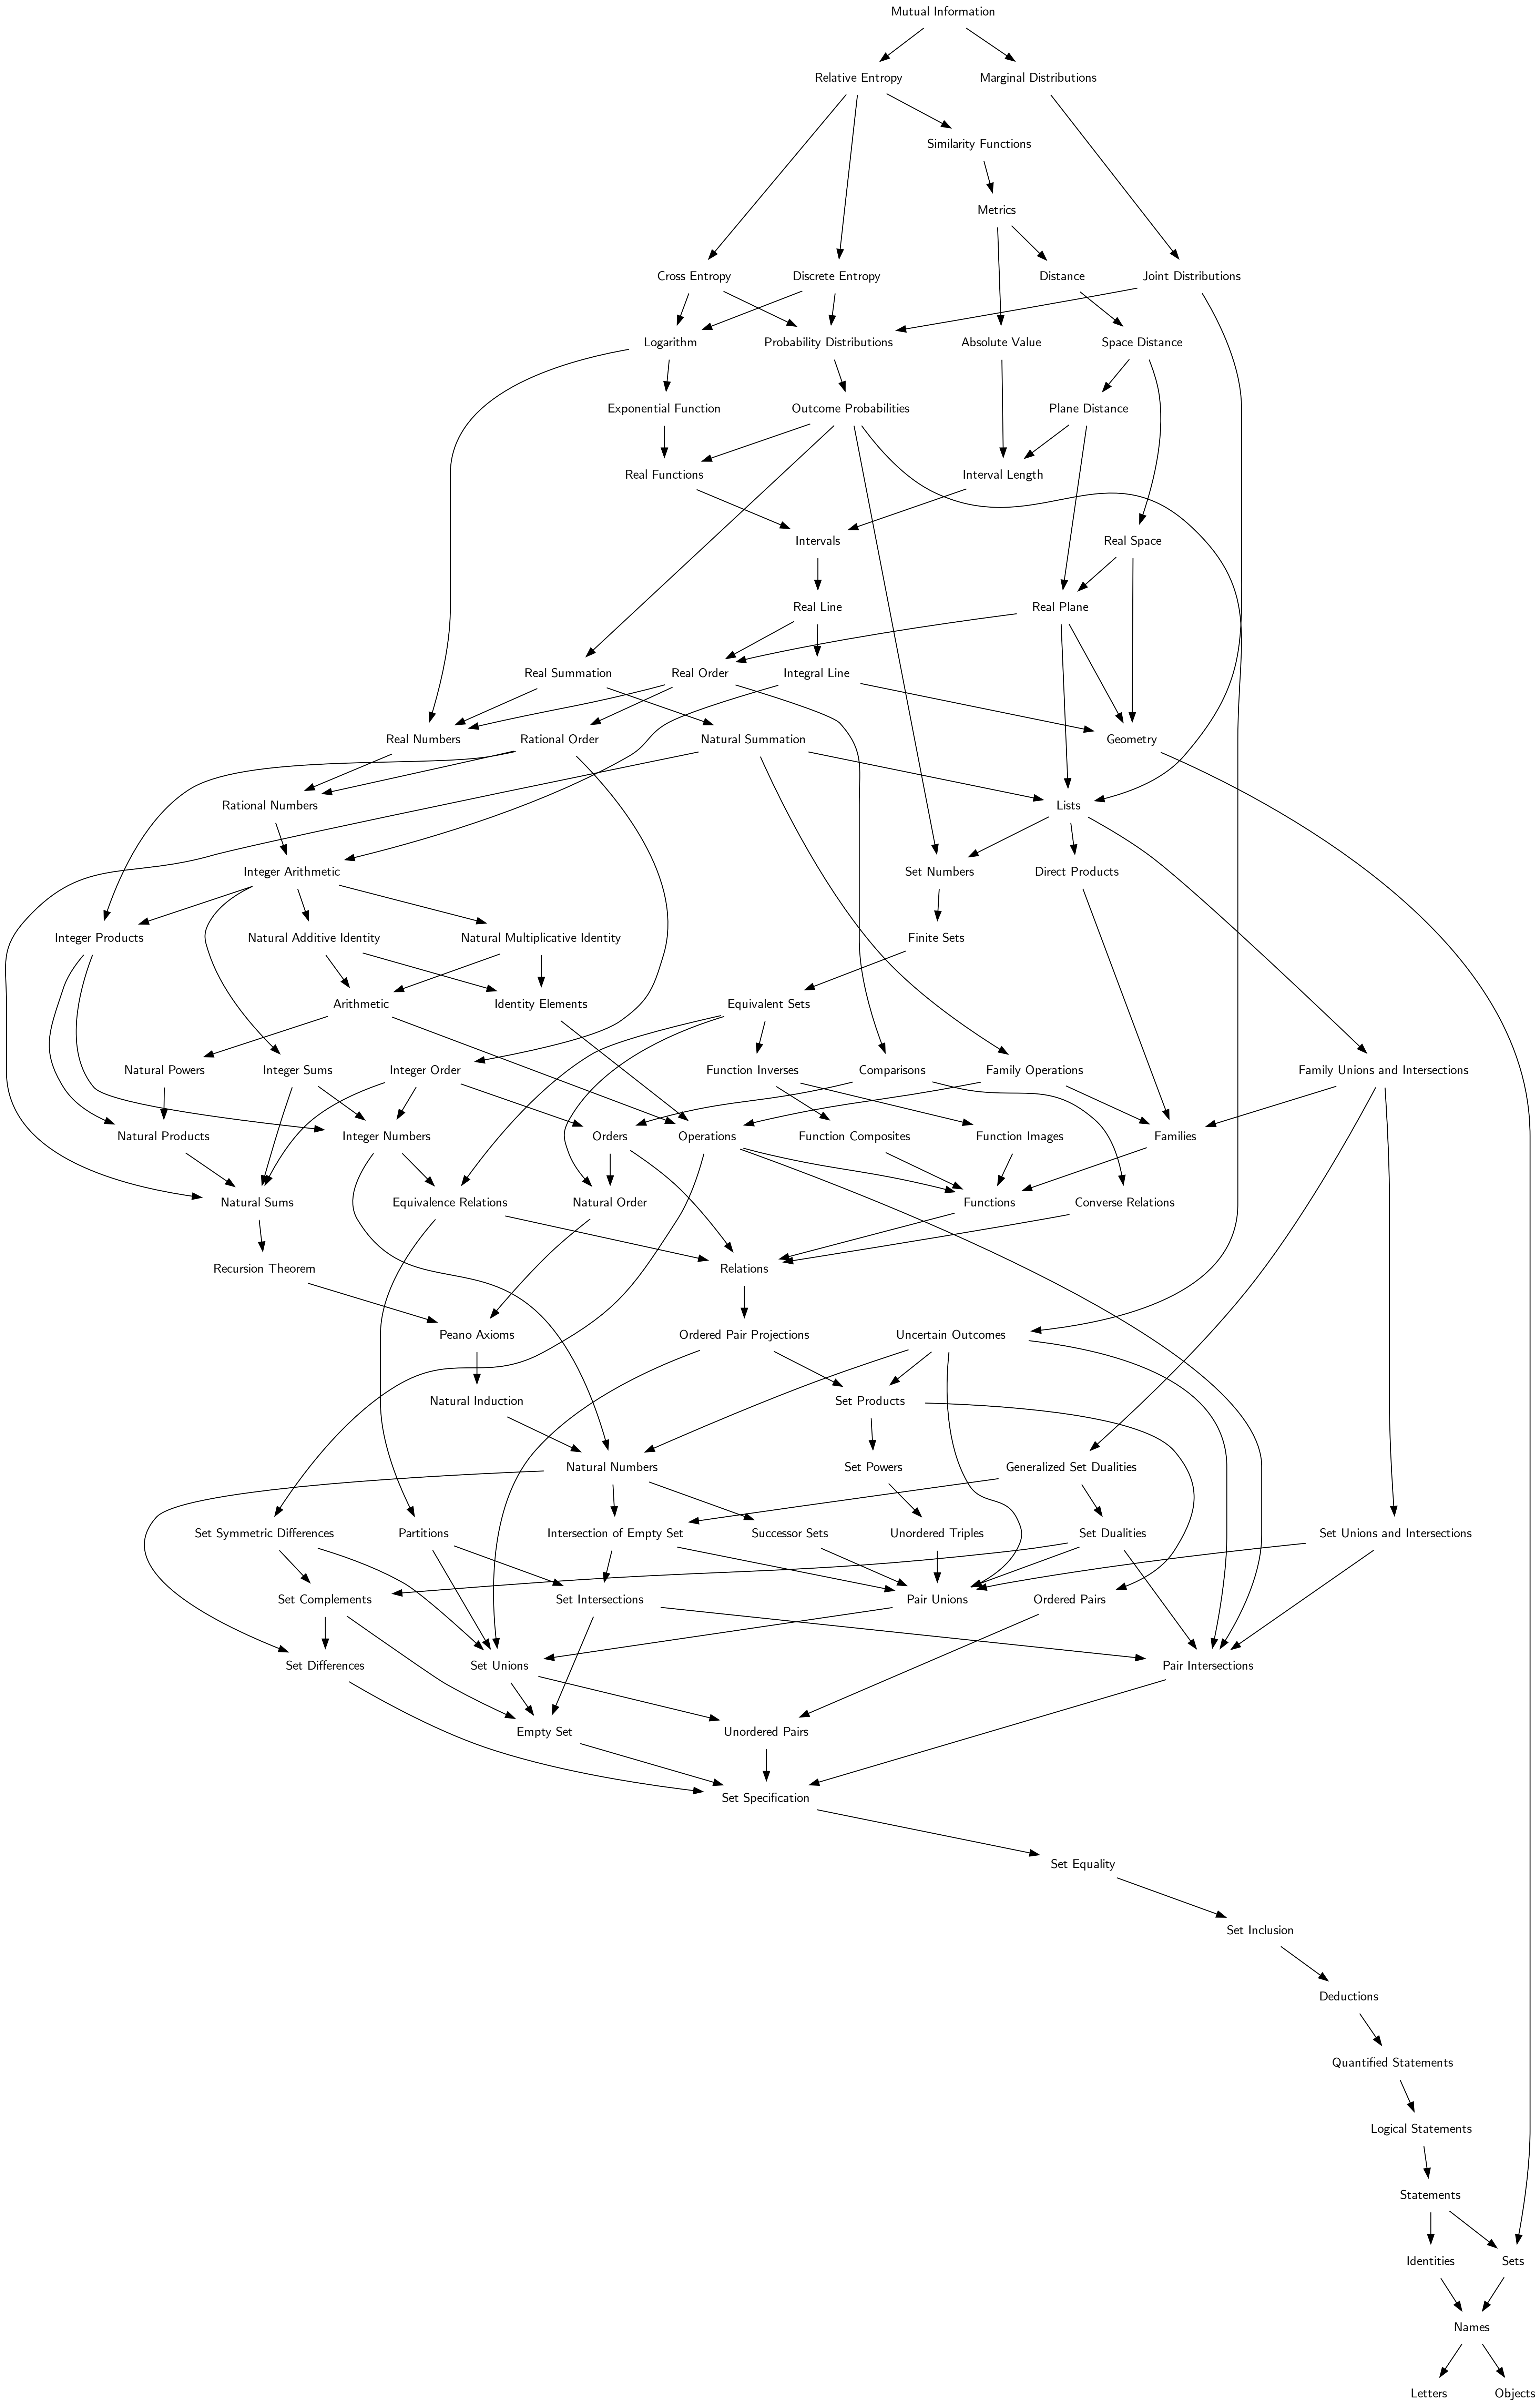 Mutual Information
Relative Entropy
Marginal Distributions
Similarity Functions
Metrics
Cross Entropy
Discrete Entropy
Distance
Joint Distributions
Logarithm
Probability Distributions
Absolute Value
Space Distance
Exponential Function
Outcome Probabilities
Plane Distance
Real Functions
Interval Length
Intervals
Real Space
Real Line
Real Plane
Real Summation
Real Order
Integral Line
Real Numbers
Rational Order
Natural Summation
Geometry
Rational Numbers
Lists
Integer Arithmetic
Set Numbers
Direct Products
Integer Products
Natural Additive Identity
Natural Multiplicative Identity
Finite Sets
Arithmetic
Identity Elements
Equivalent Sets
Natural Powers
Integer Sums
Integer Order
Function Inverses
Comparisons
Family Operations
Family Unions and Intersections
Natural Products
Integer Numbers
Orders
Operations
Function Composites
Function Images
Families
Natural Sums
Equivalence Relations
Natural Order
Functions
Converse Relations
Recursion Theorem
Relations
Peano Axioms
Ordered Pair Projections
Uncertain Outcomes
Natural Induction
Set Products
Natural Numbers
Set Powers
Generalized Set Dualities
Set Symmetric Differences
Partitions
Intersection of Empty Set
Successor Sets
Unordered Triples
Set Dualities
Set Unions and Intersections
Set Complements
Set Intersections
Pair Unions
Ordered Pairs
Set Differences
Set Unions
Pair Intersections
Empty Set
Unordered Pairs
Set Specification
Set Equality
Set Inclusion
Deductions
Quantified Statements
Logical Statements
Statements
Identities
Sets
Names
Letters
Objects